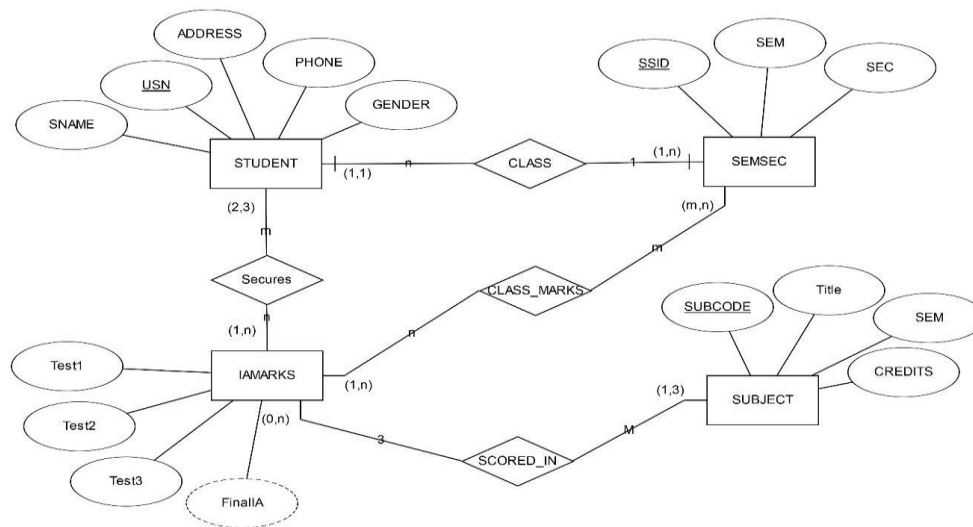 ADDRESS
USN
PHONE
SNAME
GENDER
SSID
SEM
SEC
STUDENT
n
CLASS
1
(1,n)
SEMSEC
(1,1)
(2,3)
m
(m,n)
m
Secures
CLASS_MARKS
n
n
(1,n)
SUBCODE
Title
SEM
CREDITS
Test1
IAMARKS
(1,n)
(0,n)
(1,3)
SUBJECT
Test2
3
M
SCORED_IN
Test3
FinalIA